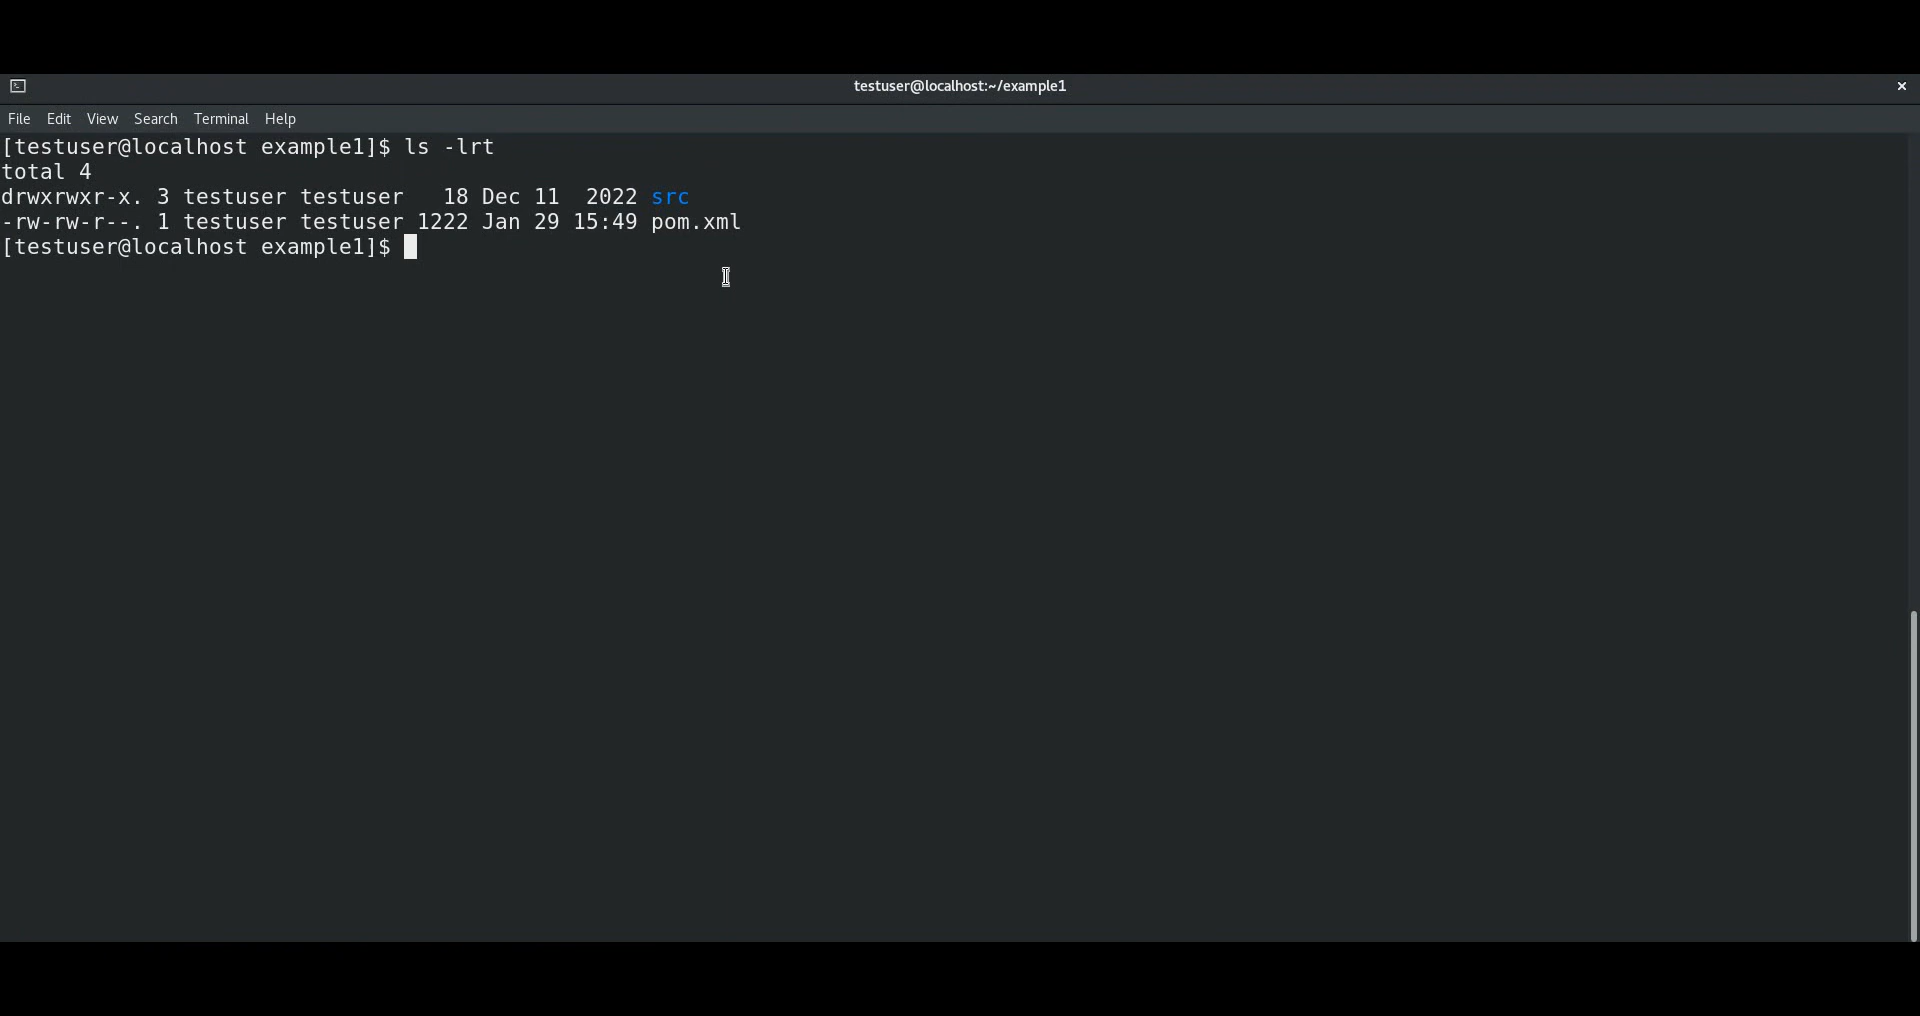 testuser@localhost:~/example1
File Edit View Search Terminal Help
[testuser@localhost example1]$ ls -lrt
total 4
drwxrwxr-x. 3 testuser testuser   18 Dec 11  2022 src
-rw-rw-r--. 1 testuser testuser 1222 Jan 29 15:49 pom.xml
[testuser@localhost example1]$